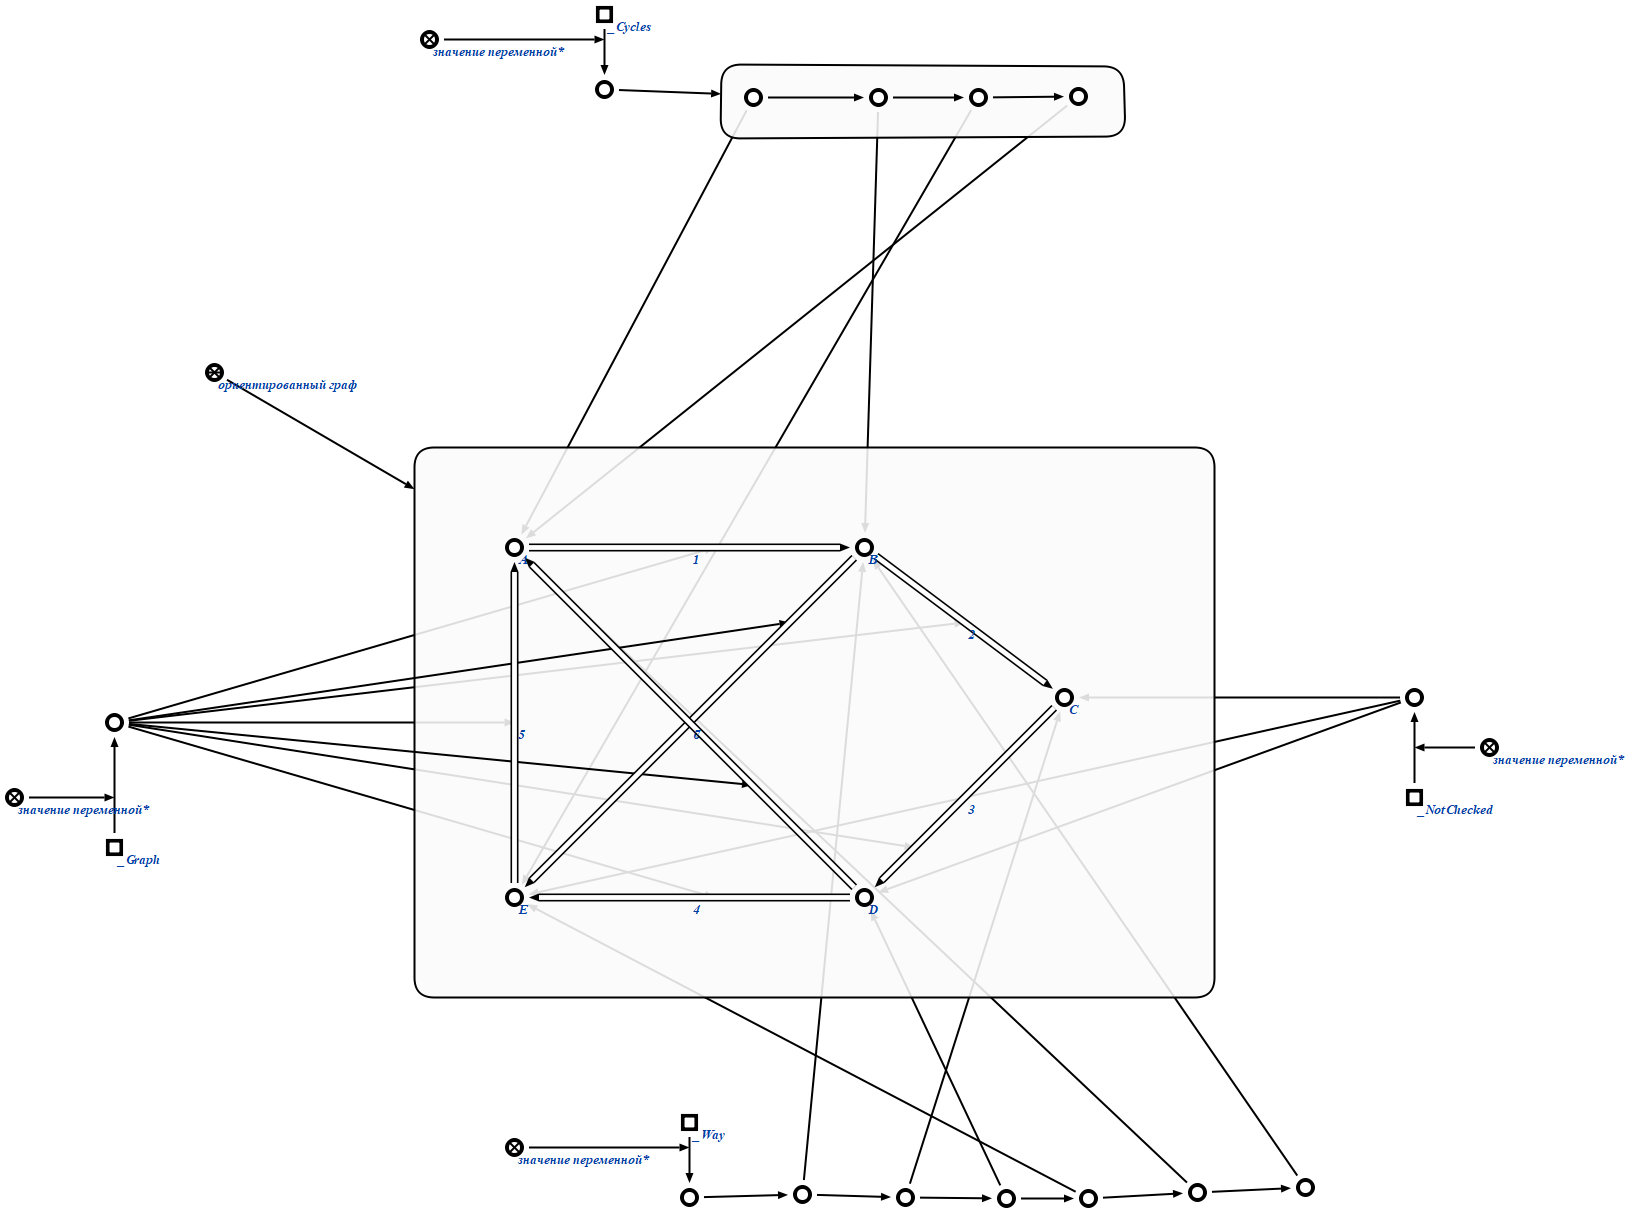 _Cycles
значение переменной*
ориентированный граф
A
1
B
2
C
5
6
3
E
4
D
значение переменной*
_Graph
значение переменной*
_NotChecked
_Way
значение переменной*